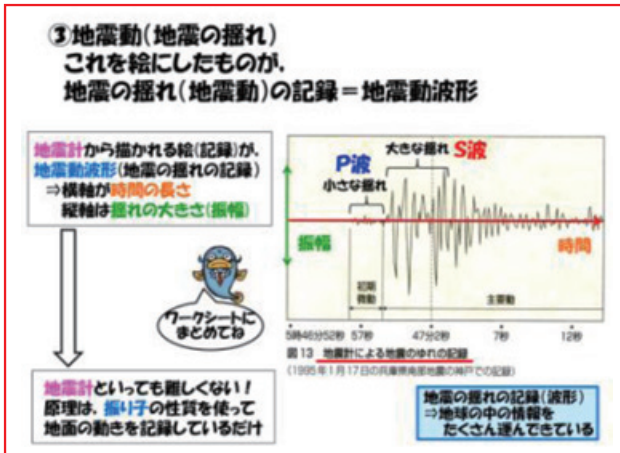 ③地震動(地震の揺れ)
これを絵にしたものが、
地震の揺れ(地震動)の記録=地震動波形
地震計から描かれる絵(記録)が、
地震動波形(地震の揺れの記録)
⇒横軸が時間の長さ
縦軸は揺れの大きさ(振幅)
ワークシートに
まとめてね
地震計といっても難しくない!
原理は、振り子の性質を使って
地面の動きを記録しているだけ
大きな揺れ S波
P波
小さな揺れ
振幅
時間
初期
微動
主要動
5時46分52秒 57秒 47分2秒 7秒 12秒
図13 地震計による地震のゆれの記録
(1995年1月17日の兵庫県南部地震の神戸での記録)
地震の揺れの記録(波形)
⇒地球の中の情報を
たくさん運んできている